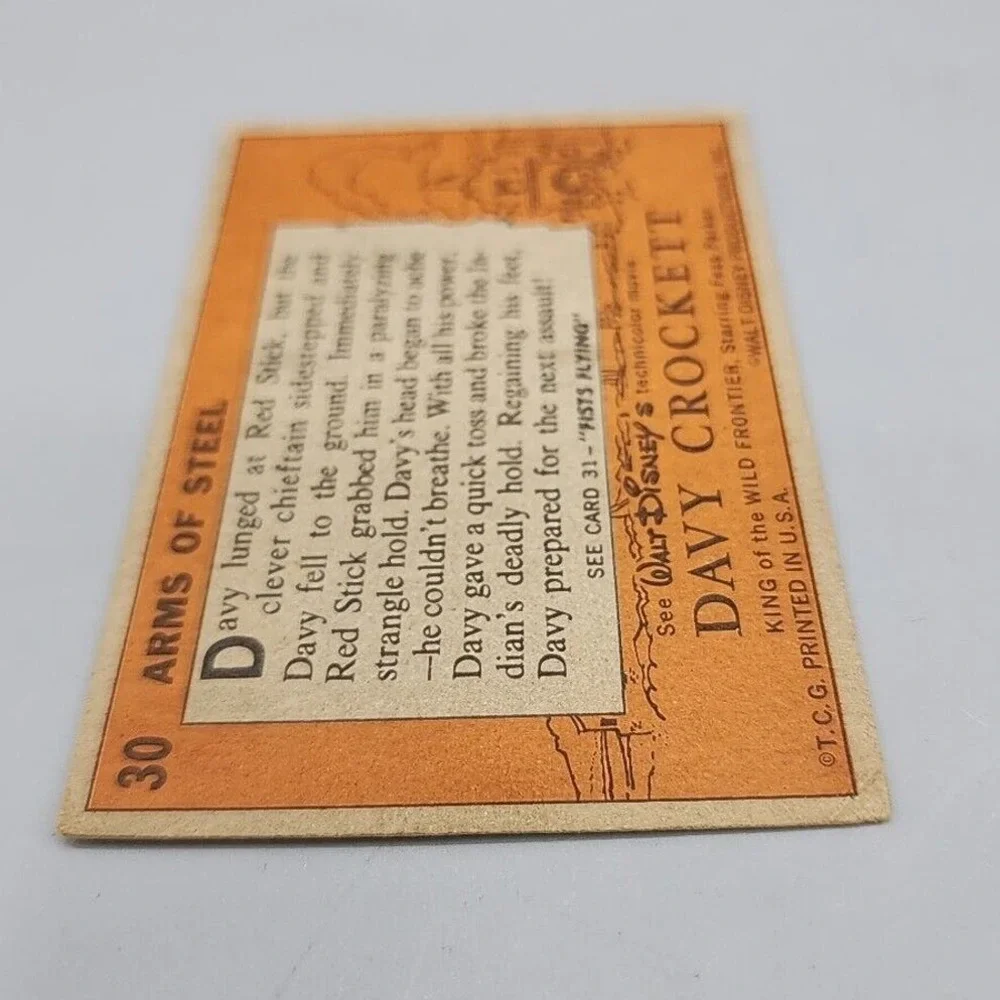 30 ARMS OF STEEL
Davy lunged at Red Stick, but the
clever chieftain sidestepped and
Davy fell to the ground. Immediately
Red Stick grabbed him in a paralyzing
strangle hold. Davy's head began to ache
—he couldn't breathe. With all his power,
Davy gave a quick toss and broke the In-
dian's deadly hold. Regaining his feet,
Davy prepared for the next assault!
SEE CARD 31-"FISTS FLYING"
See WALT DISNEY'S technicolor movie
DAVY CROCKETT
KING of the WILD FRONTIER, Starring Fess Parker
©T.C.G. PRINTED IN U.S.A. ©WALT DISNEY PRODUCTIONS, INC.